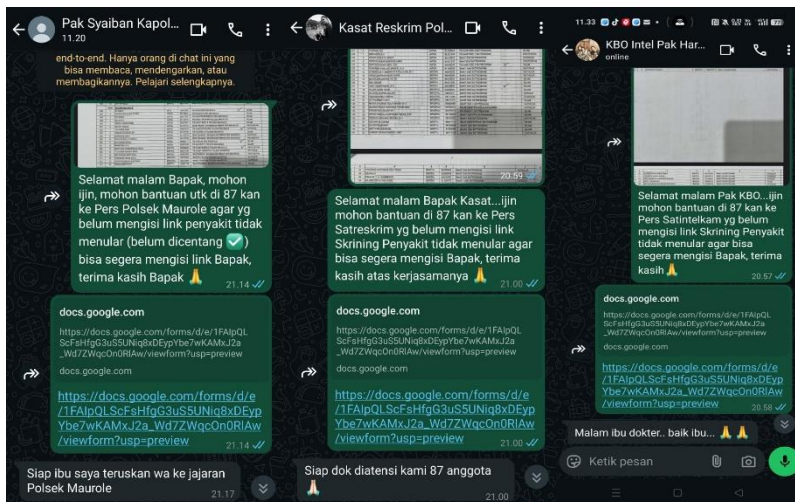 Pak Syaiban Kapol...
11.20
end-to-end. Hanya orang di chat ini yang
bisa membaca, mendengarkan, atau
membagikannya. Pelajari selengkapnya.
Selamat malam Bapak, mohon
ijin, mohon bantuan utk di 87 kan
ke Pers Polsek Maurole agar yg
belum mengisi link penyakit tidak
menular (belum dicentang ✅)
bisa segera mengisi link Bapak,
terima kasih Bapak 🙏
21.14
docs.google.com
https://docs.google.com/forms/d/e/1FAIpQL
ScFsHfgG3uS5UNiq8xDEypYbe7wKAMxJ2a
_Wd7ZWqcOn0RlAw/viewform?usp=preview
docs.google.com
https://docs.google.com/forms/d/e
/1FAIpQLScFsHfgG3uS5UNiq8xDEyp
Ybe7wKAMxJ2a_Wd7ZWqcOn0RlAw
/viewform?usp=preview
21.14
Siap ibu saya teruskan wa ke jajaran
Polsek Maurole
21.17
Kasat Reskrim Pol...
20.59
Selamat malam Bapak Kasat...ijin
mohon bantuan di 87 kan ke Pers
Satreskrim yg belum mengisi link
Skrining Penyakit tidak menular agar
bisa segera mengisi Bapak, terima
kasih atas kerjasamanya 🙏
21.00
docs.google.com
https://docs.google.com/forms/d/e/1FAIpQL
ScFsHfgG3uS5UNiq8xDEypYbe7wKAMxJ2a
_Wd7ZWqcOn0RlAw/viewform?usp=preview
docs.google.com
https://docs.google.com/forms/d/e
/1FAIpQLScFsHfgG3uS5UNiq8xDEyp
Ybe7wKAMxJ2a_Wd7ZWqcOn0RlAw
/viewform?usp=preview
21.00
Siap dok diatensi kami 87 anggota
🙏
21.00
11.33
KBO Intel Pak Har...
online
Selamat malam Pak KBO...ijin
mohon bantuan di 87 kan ke
Pers Satintelkam yg belum
mengisi link Skrining Penyakit
tidak menular agar bisa
segera mengisi Bapak, terima
kasih 🙏
20.57
docs.google.com
https://docs.google.com/forms/d/e/1FAIpQL
ScFsHfgG3uS5UNiq8xDEypYbe7wKAMxJ2a
_Wd7ZWqcOn0RlAw/viewform?usp=preview
docs.google.com
https://docs.google.com/forms/d/e
/1FAIpQLScFsHfgG3uS5UNiq8xDEyp
Ybe7wKAMxJ2a_Wd7ZWqcOn0RlAw
/viewform?usp=preview
20.58
Malam ibu dokter.. baik ibu... 🙏🙏
Ketik pesan